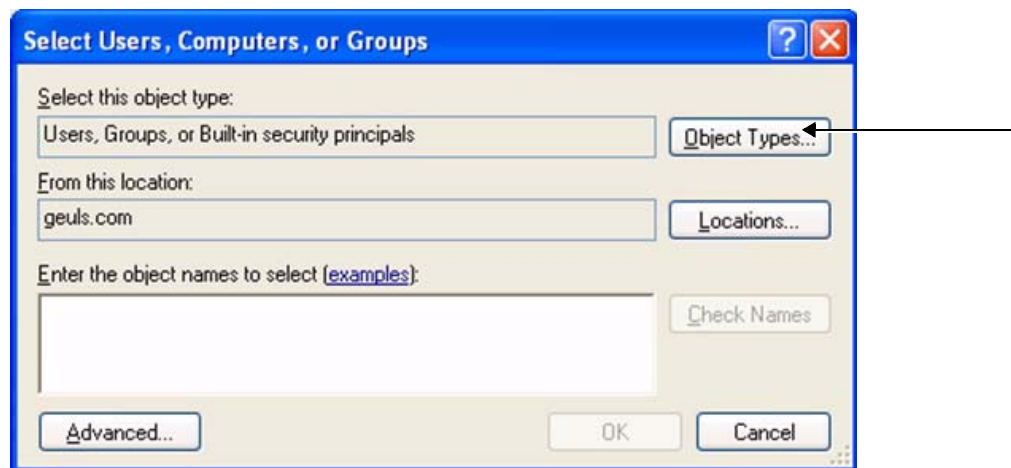 Select Users, Computers, or Groups
Select this object type:
Users, Groups, or Built-in security principals
Object Types...
From this location:
geuls.com
Locations...
Enter the object names to select (examples):
Check Names
Advanced...
OK
Cancel